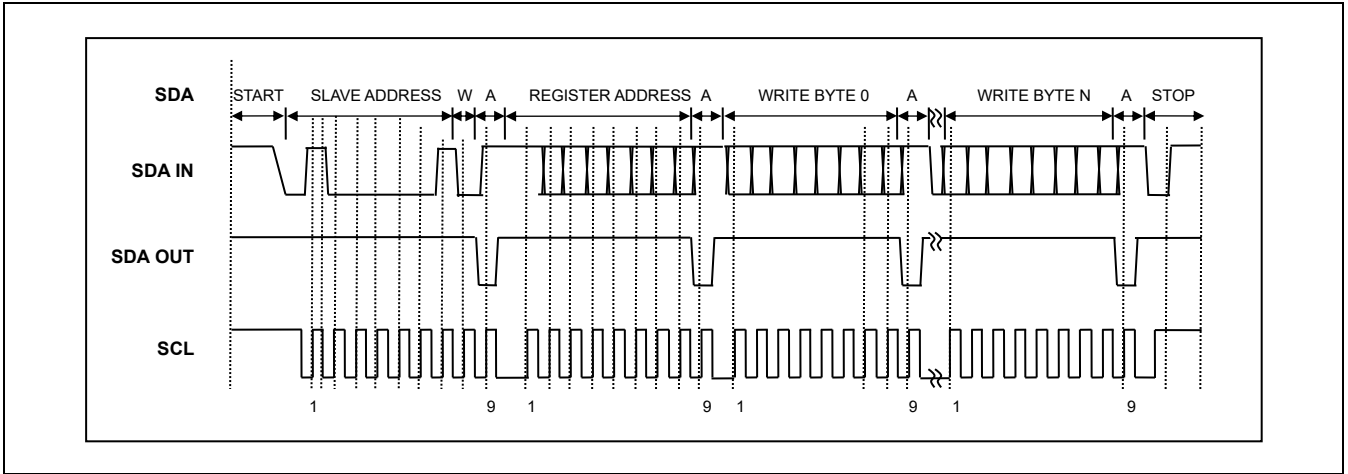 SDA START SLAVE ADDRESS W A REGISTER ADDRESS A WRITE BYTE 0 A WRITE BYTE N A STOP
SDA IN
SDA OUT
SCL
1 9 1 9 1 9 1 9